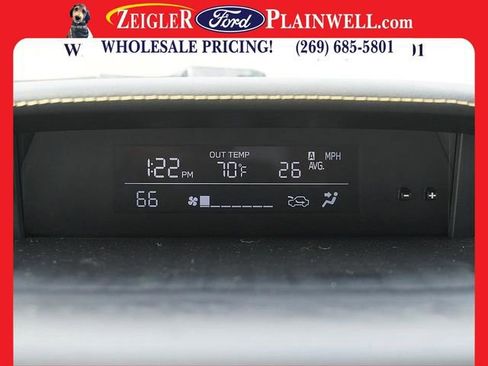 ZEIGLER Ford PLAINWELL.COM
WHOLESALE PRICING! (269) 685-5801
OUT TEMP A MPH
1:22 PM 70°F 26 AVG.
66
- +